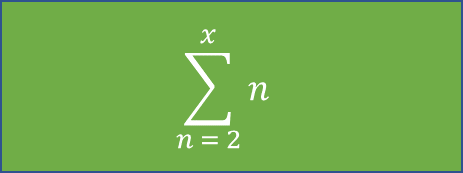 x
∑ n
n = 2